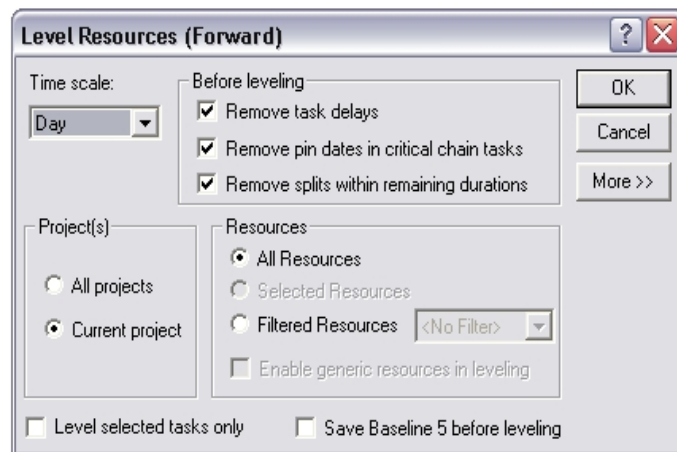 Level Resources (Forward)
Time scale:
Day
Before leveling
Remove task delays
Remove pin dates in critical chain tasks
Remove splits within remaining durations
OK
Cancel
More >>
Project(s)
All projects
Current project
Resources
All Resources
Selected Resources
Filtered Resources <No Filter>
Enable generic resources in leveling
Level selected tasks only
Save Baseline 5 before leveling